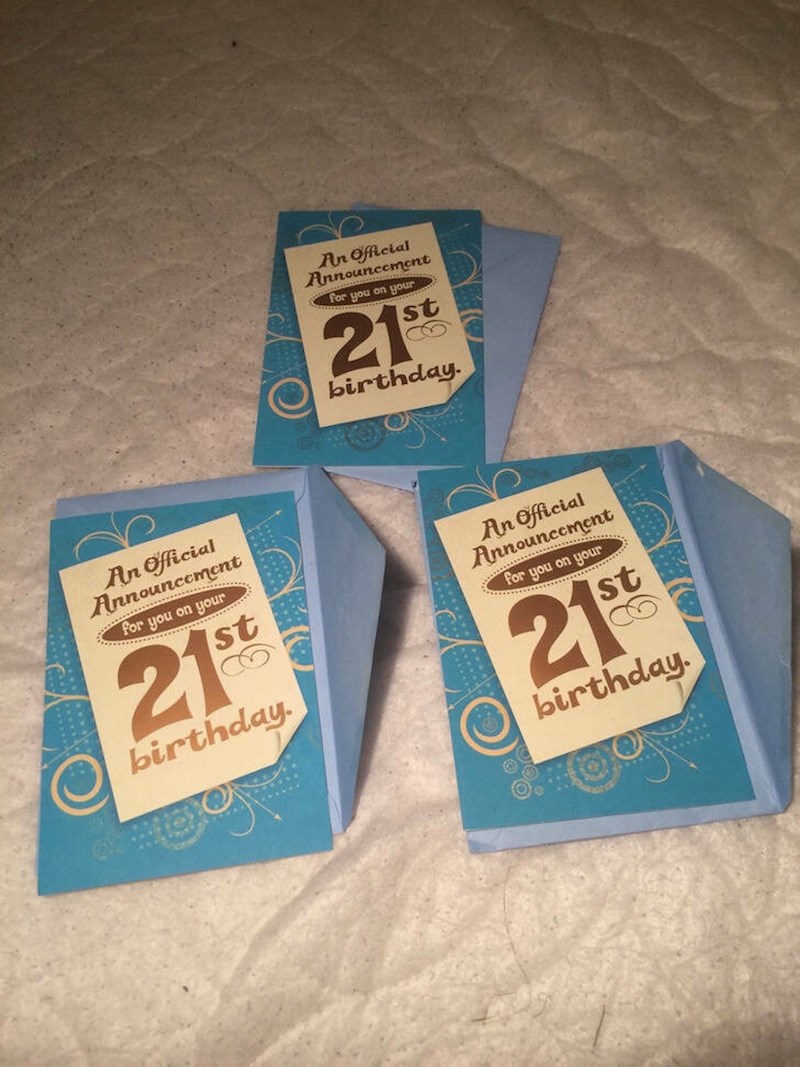 An Official
Announcement
for you on your
21st
birthday.
An Official
Announcement
for you on your
21st
birthday.
An Official
Announcement
for you on your
21st
birthday.